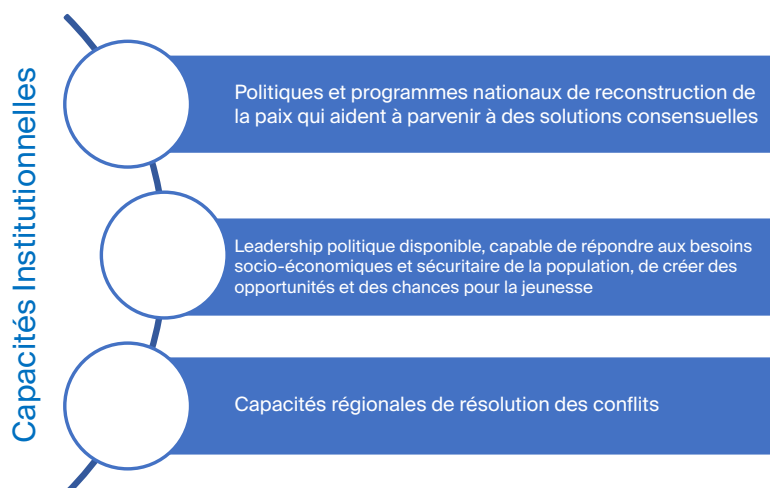 Capacités Institutionnelles
Politiques et programmes nationaux de reconstruction de
la paix qui aident à parvenir à des solutions consensuelles
Leadership politique disponible, capable de répondre aux besoins
socio-économiques et sécuritaire de la population, de créer des
opportunités et des chances pour la jeunesse
Capacités régionales de résolution des conflits